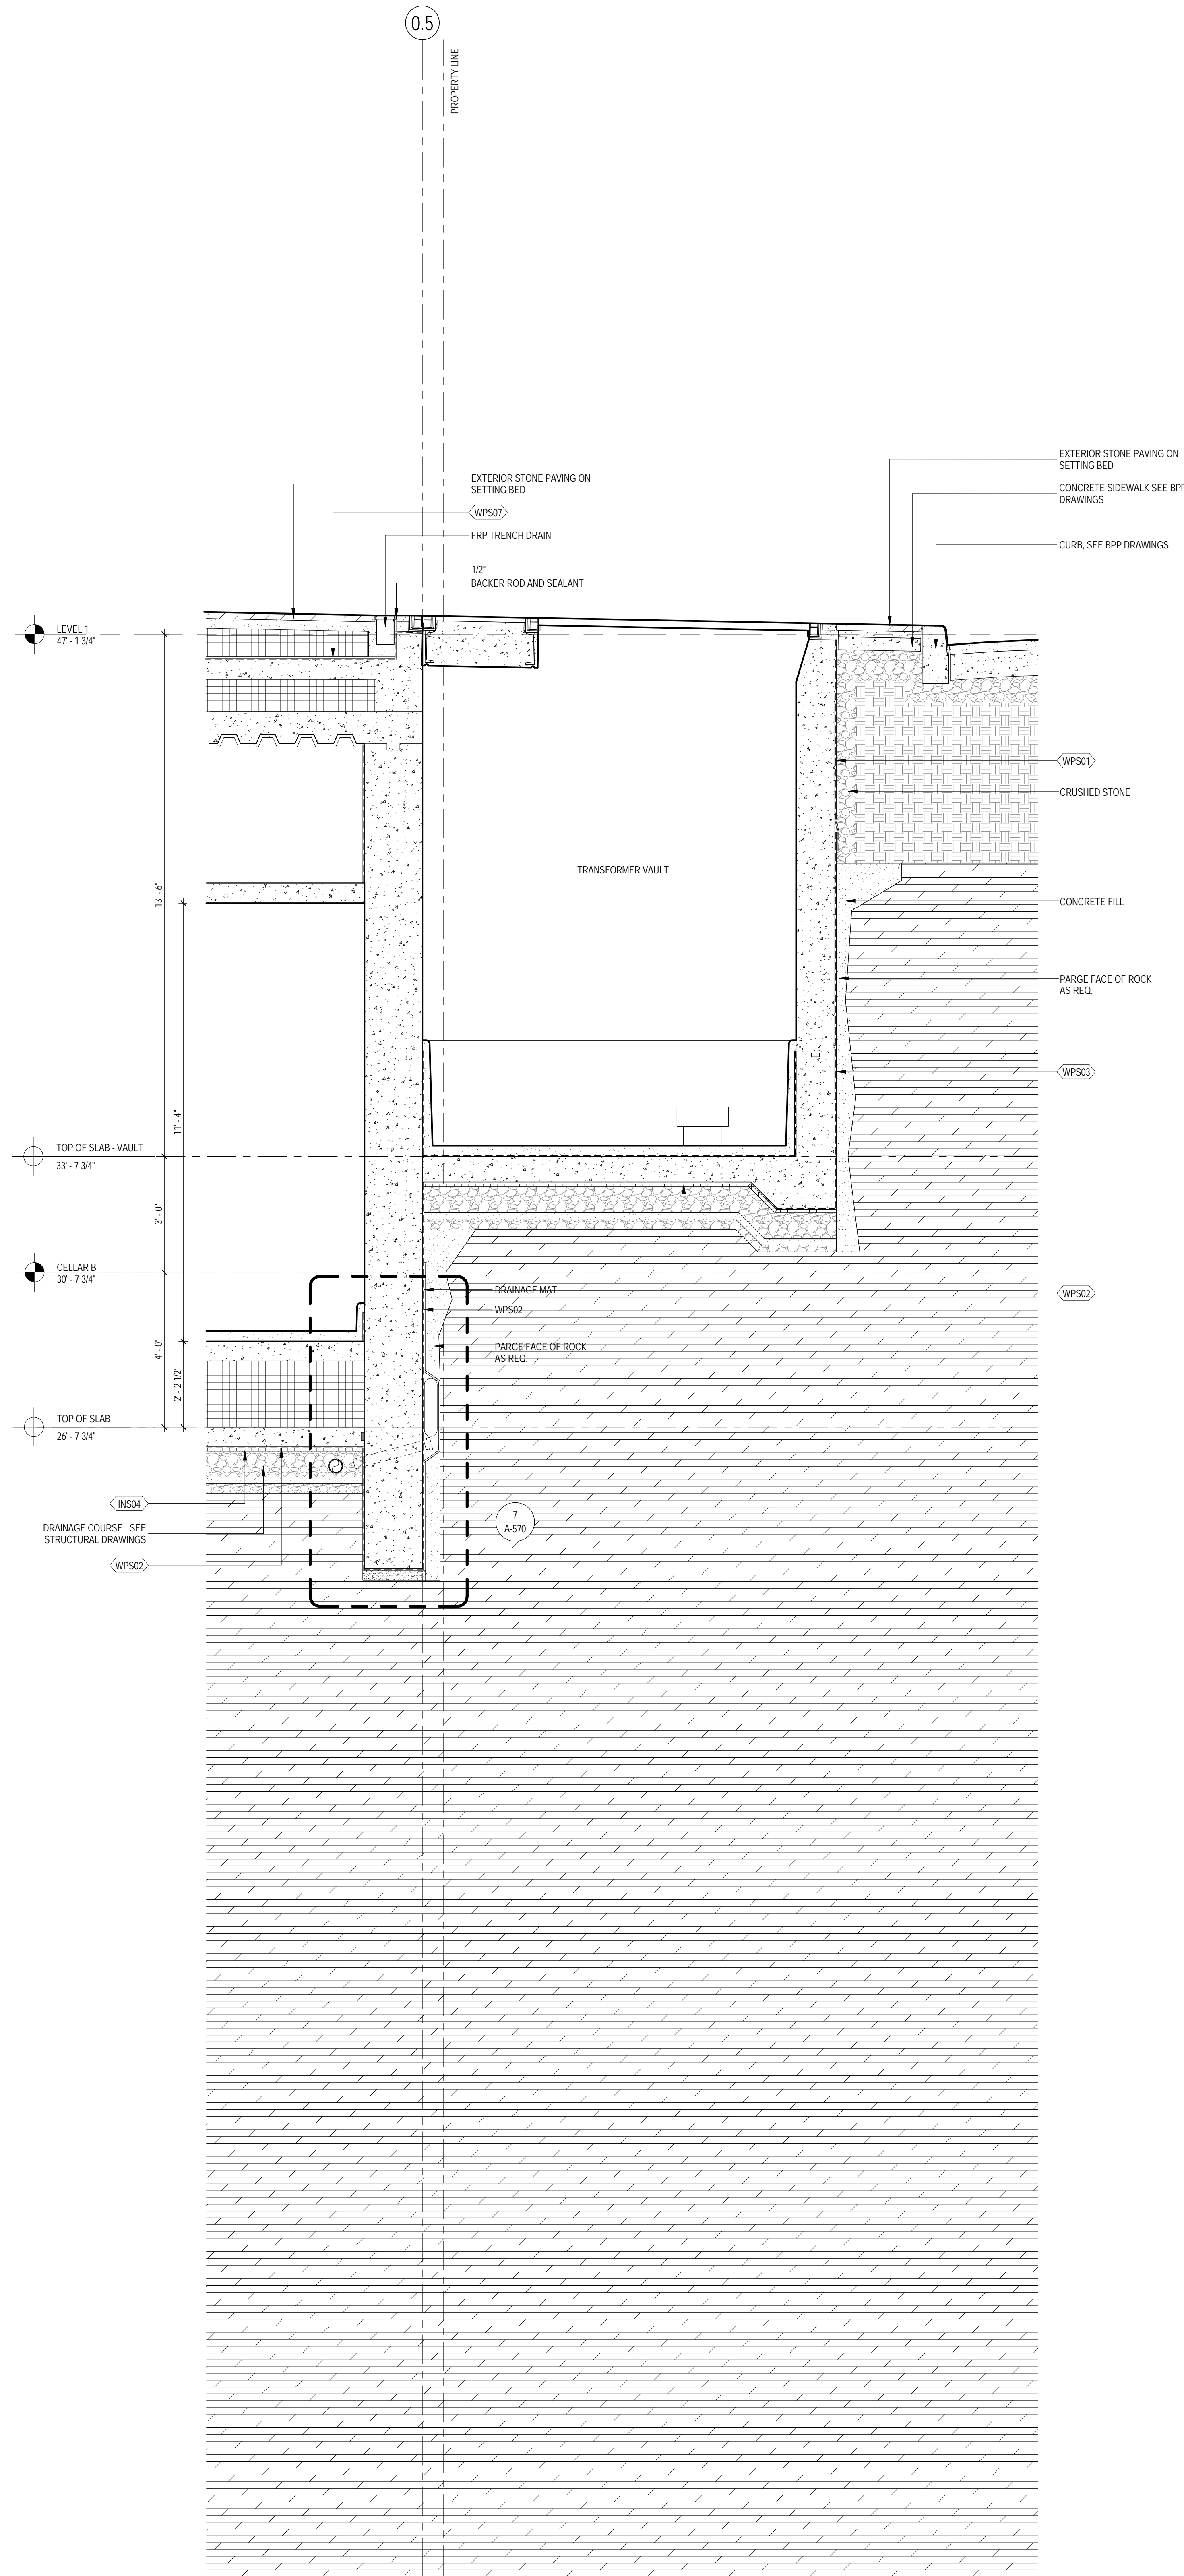 0.5
PROPERTY LINE
EXTERIOR STONE PAVING ON
SETTING BED
CONCRETE SIDEWALK SEE BPP
DRAWINGS
CURB, SEE BPP DRAWINGS
EXTERIOR STONE PAVING ON
SETTING BED
WPS07
FRP TRENCH DRAIN
1/2"
BACKER ROD AND SEALANT
LEVEL 1
47' - 1 3/4"
WPS01
CRUSHED STONE
TRANSFORMER VAULT
13' - 6"
CONCRETE FILL
PARGE FACE OF ROCK
AS REQ.
WPS03
11' - 4"
TOP OF SLAB - VAULT
33' - 7 3/4"
3' - 0"
CELLAR B
30' - 7 3/4"
DRAINAGE MAT
WPS02
WPS02
PARGE FACE OF ROCK
AS REQ.
4' - 0"
2' - 2 1/2"
TOP OF SLAB
26' - 7 3/4"
INS04
7
A-570
DRAINAGE COURSE - SEE
STRUCTURAL DRAWINGS
WPS02